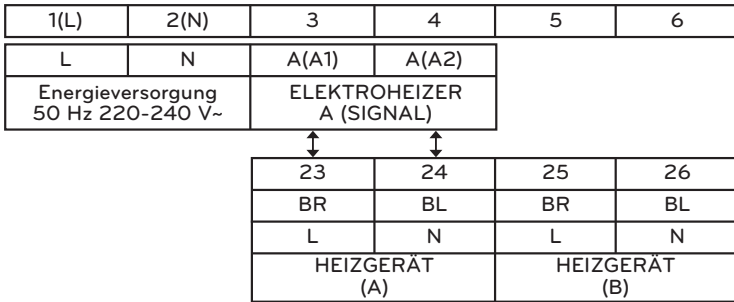 1(L) 2(N) 3 4 5 6
L N A(A1) A(A2)
Energieversorgung ELEKTROHEIZER
50 Hz 220-240 V~ A (SIGNAL)
23 24 25 26
BR BL BR BL
L N L N
HEIZGERÄT HEIZGERÄT
(A) (B)